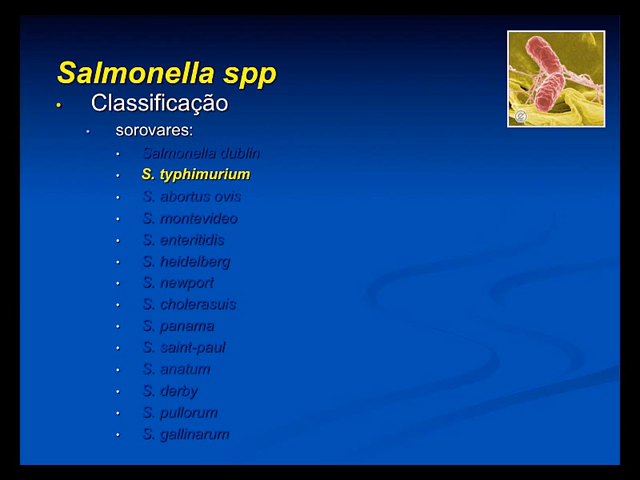 Salmonella spp
• Classificação
• sorovares:
• Salmonella dublin
• S. typhimurium
• S. abortus ovis
• S. montevideo
• S. enteritidis
• S. heidelberg
• S. newport
• S. cholerasuis
• S. panama
• S. saint-paul
• S. anatum
• S. derby
• S. pullorum
• S. gallinarum